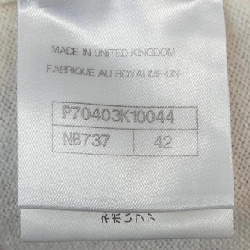 MADE IN UNITED KINGDOM
FABRIQUE AU ROYAUME-UNI
P70403K10044
NB737 42